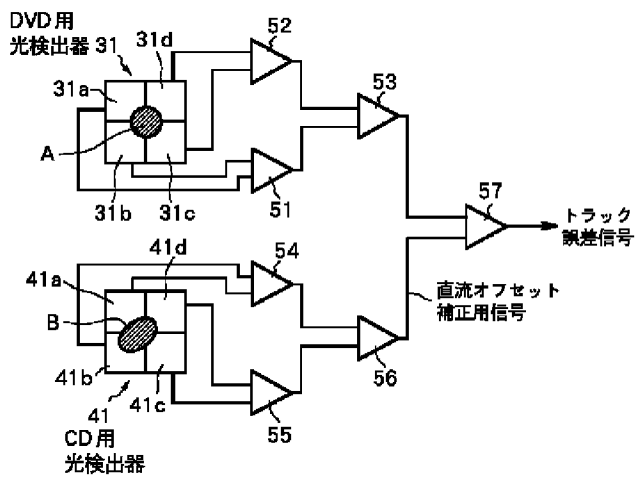 DVD用
光検出器 31
31a
31d
A
31b
31c
52
51
53
57
トラック
誤差信号
直流オフセット
補正用信号
41a
41d
B
41b
41c
41
54
55
56
CD用
光検出器